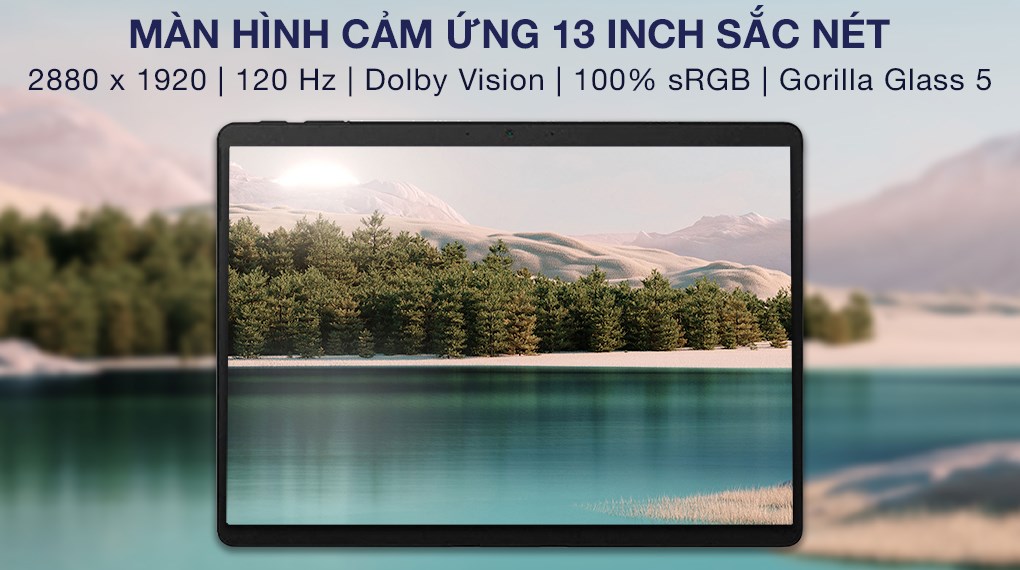 MÀN HÌNH CẢM ỨNG 13 INCH SẮC NÉT
2880 x 1920 | 120 Hz | Dolby Vision | 100% sRGB | Gorilla Glass 5